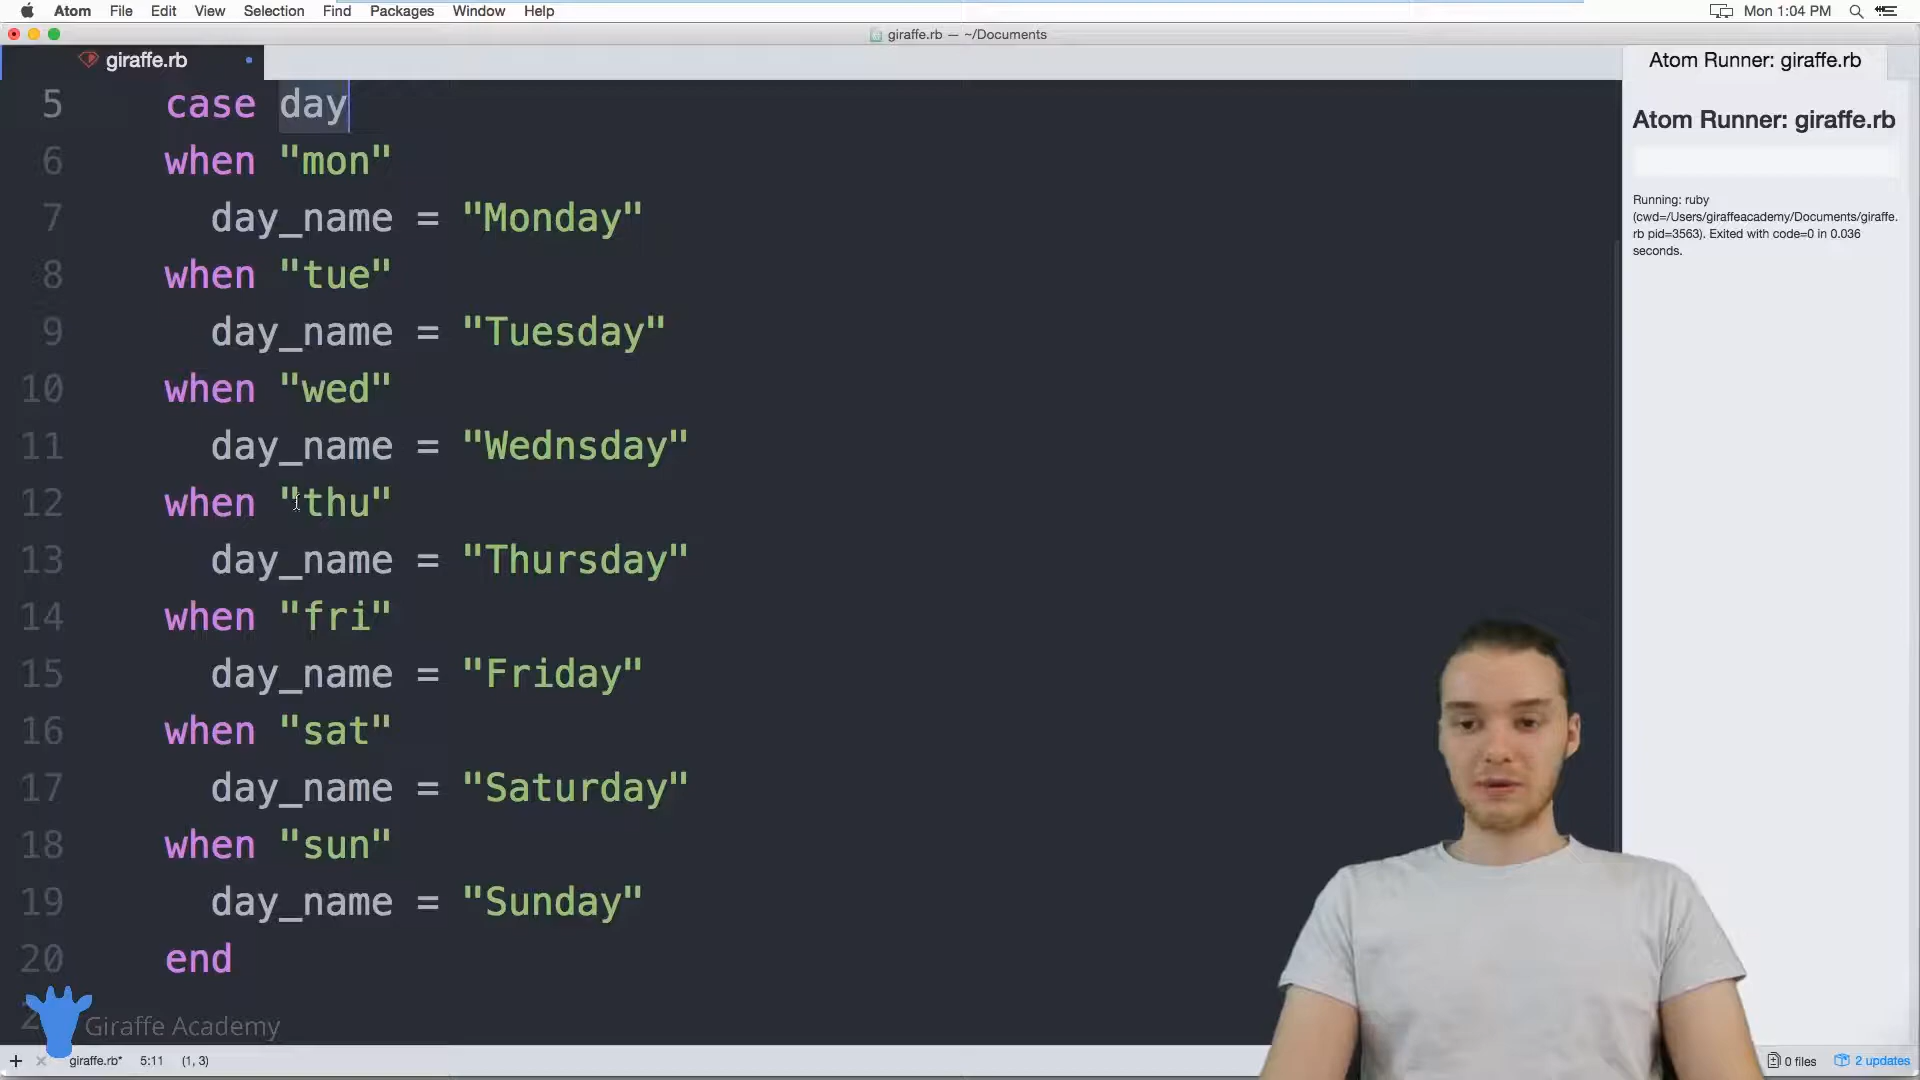 Atom File Edit View Selection Find Packages Window Help
Mon 1:04 PM
giraffe.rb — ~/Documents
giraffe.rb
Atom Runner: giraffe.rb
5 case day
6 when "mon"
7 day_name = "Monday"
8 when "tue"
9 day_name = "Tuesday"
10 when "wed"
11 day_name = "Wednsday"
12 when "thu"
13 day_name = "Thursday"
14 when "fri"
15 day_name = "Friday"
16 when "sat"
17 day_name = "Saturday"
18 when "sun"
19 day_name = "Sunday"
20 end
Atom Runner: giraffe.rb
Running: ruby
(cwd=/Users/giraffeacademy/Documents/giraffe.
rb pid=3563). Exited with code=0 in 0.036
seconds.
Giraffe Academy
giraffe.rb* 5:11 (1, 3)
0 files 2 updates